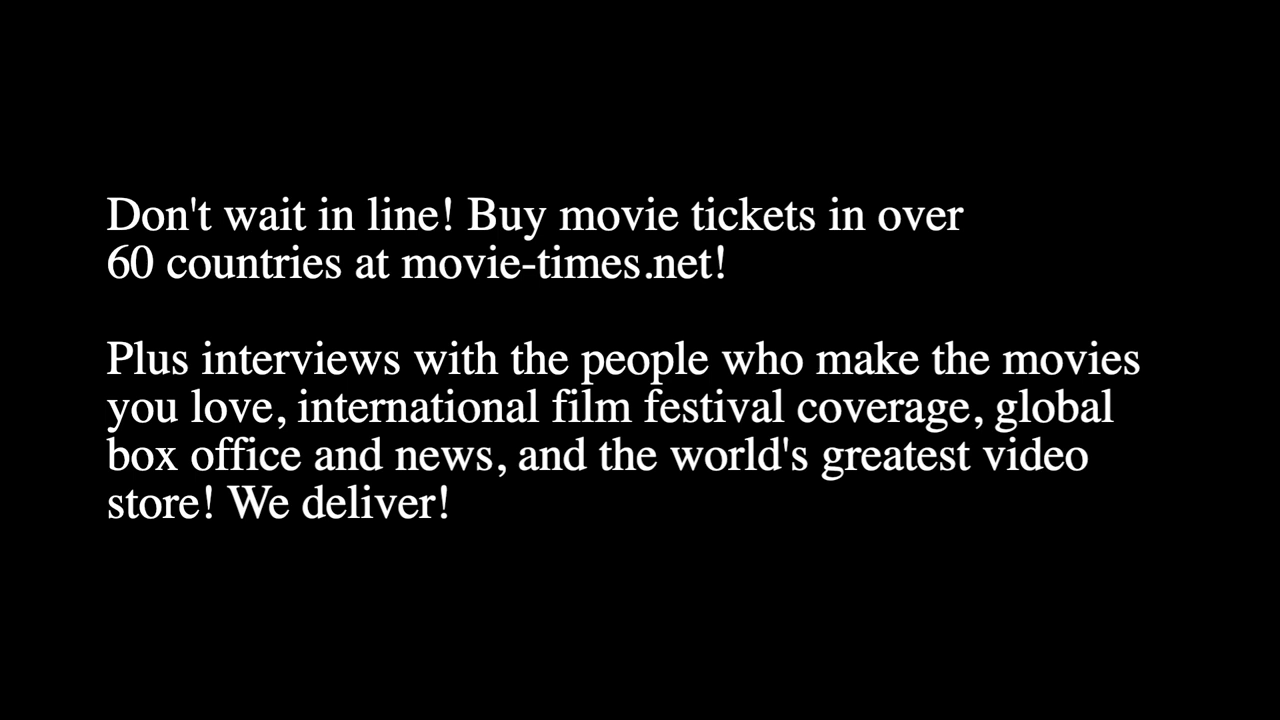 Don't wait in line! Buy movie tickets in over
60 countries at movie-times.net!
Plus interviews with the people who make the movies
you love, international film festival coverage, global
box office and news, and the world's greatest video
store! We deliver!